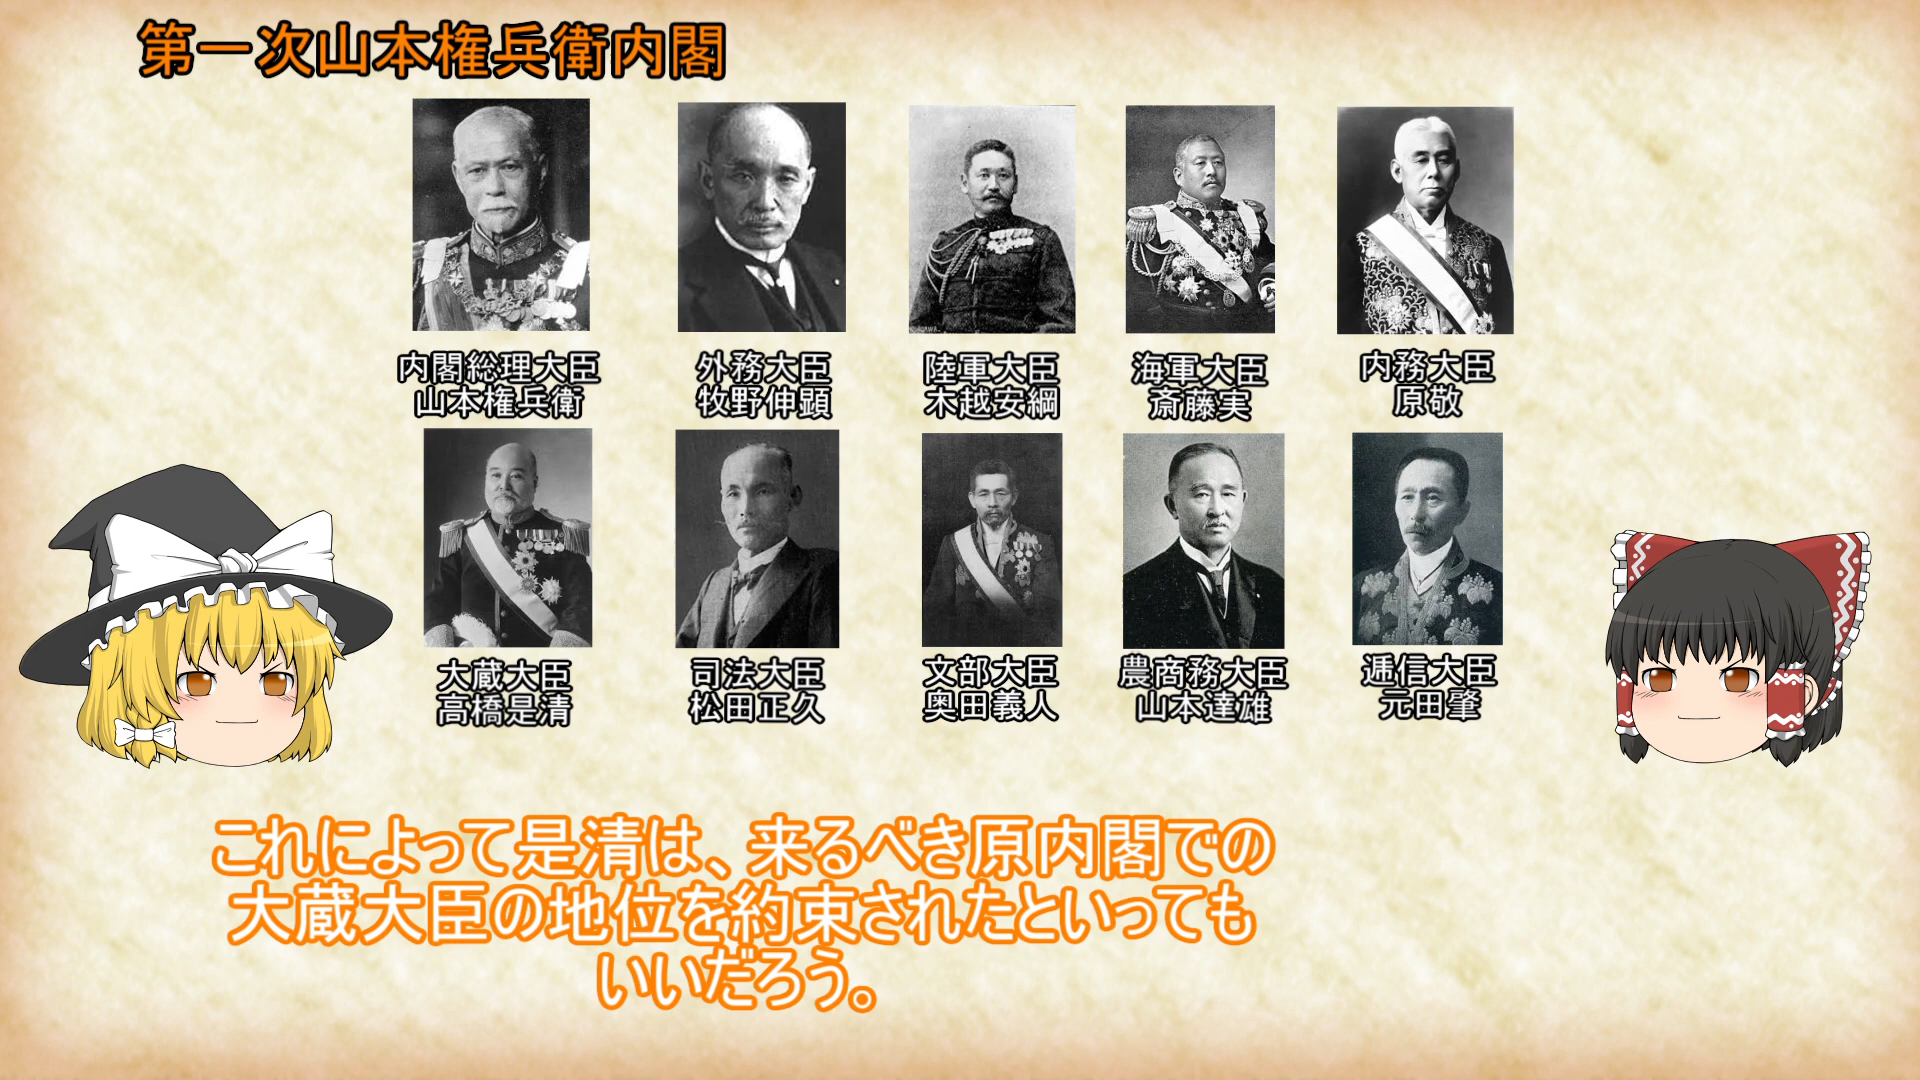 第一次山本権兵衛内閣
内閣総理大臣
山本権兵衛
外務大臣
牧野伸顕
陸軍大臣
木越安綱
海軍大臣
斎藤実
内務大臣
原敬
大蔵大臣
高橋是清
司法大臣
松田正久
文部大臣
奥田義人
農商務大臣
山本達雄
逓信大臣
元田肇
これによって是清は、来るべき原内閣での
大蔵大臣の地位を約束されたといっても
いいだろう。